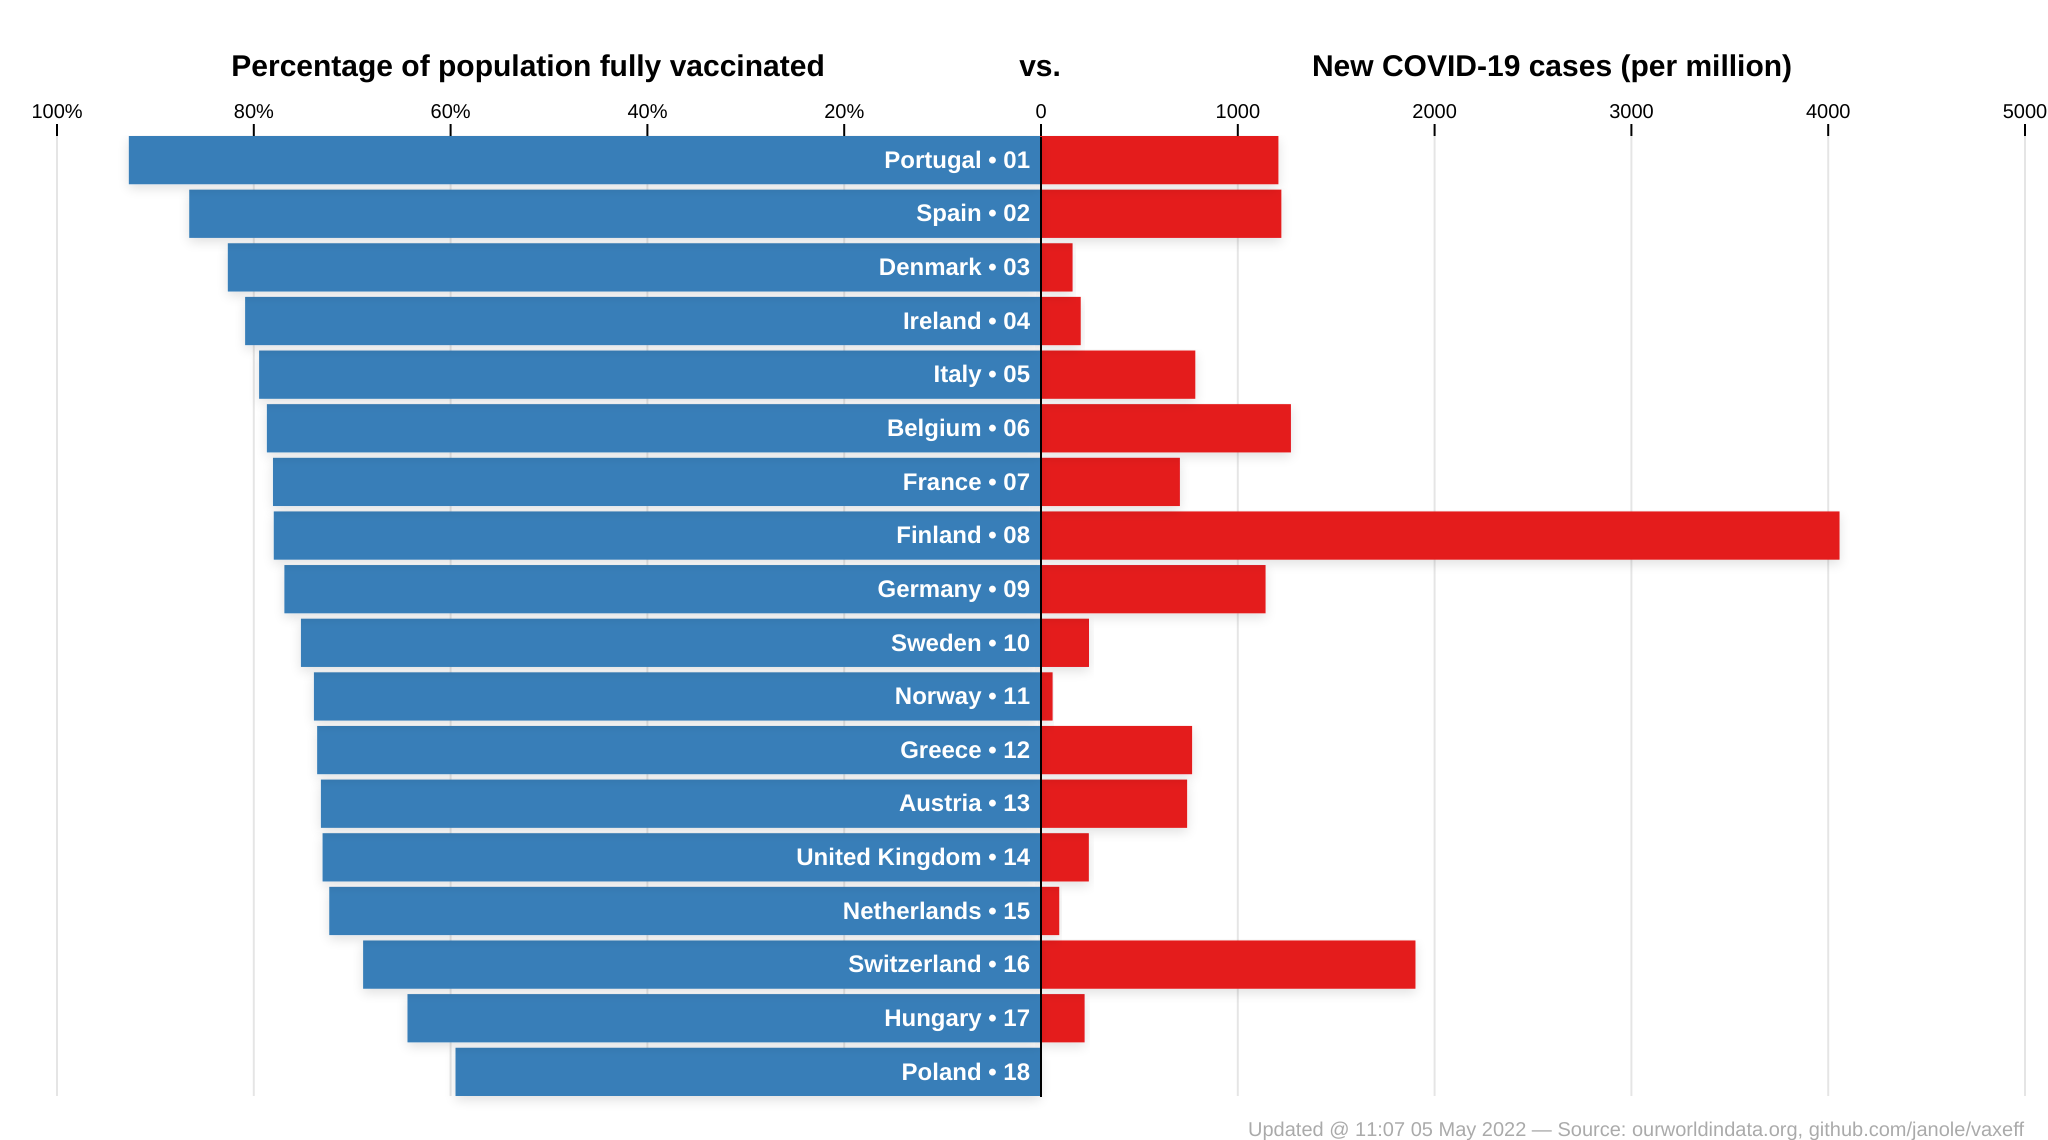 Percentage of population fully vaccinated vs. New COVID-19 cases (per million)
100% 80% 60% 40% 20% 0 1000 2000 3000 4000 5000
Portugal • 01
Spain • 02
Denmark • 03
Ireland • 04
Italy • 05
Belgium • 06
France • 07
Finland • 08
Germany • 09
Sweden • 10
Norway • 11
Greece • 12
Austria • 13
United Kingdom • 14
Netherlands • 15
Switzerland • 16
Hungary • 17
Poland • 18
Updated @ 11:07 05 May 2022 — Source: ourworldindata.org, github.com/janole/vaxeff